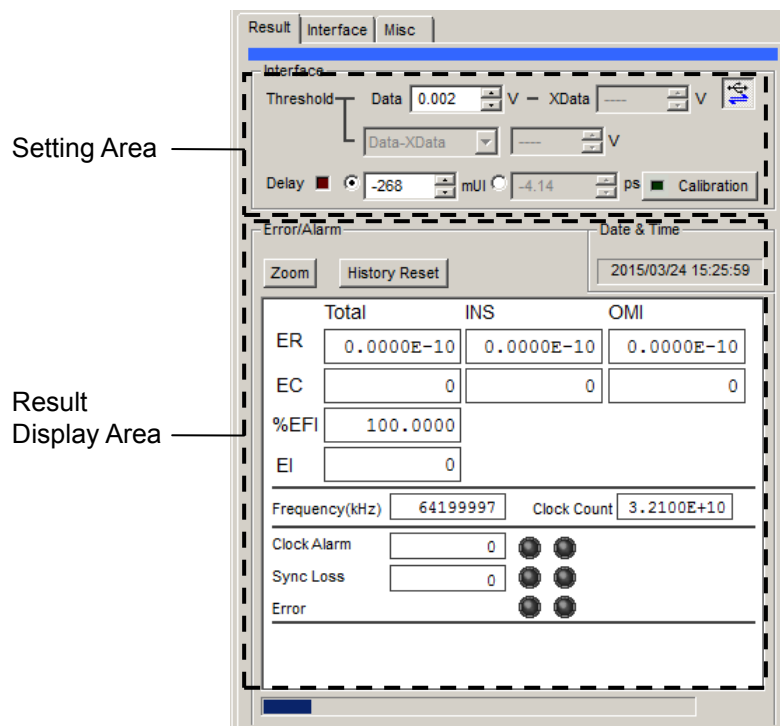 Result Interface Misc
Interface
Threshold Data 0.002 V - XData ---- V
Data-XData ---- V
Setting Area
Delay -268 mUI -4.14 ps Calibration
Error/Alarm Date & Time
Zoom History Reset 2015/03/24 15:25:59
Total INS OMI
ER 0.0000E-10 0.0000E-10 0.0000E-10
EC 0 0 0
Result
Display Area
%EFI 100.0000
EI 0
Frequency(kHz) 64199997 Clock Count 3.2100E+10
Clock Alarm 0
Sync Loss 0
Error